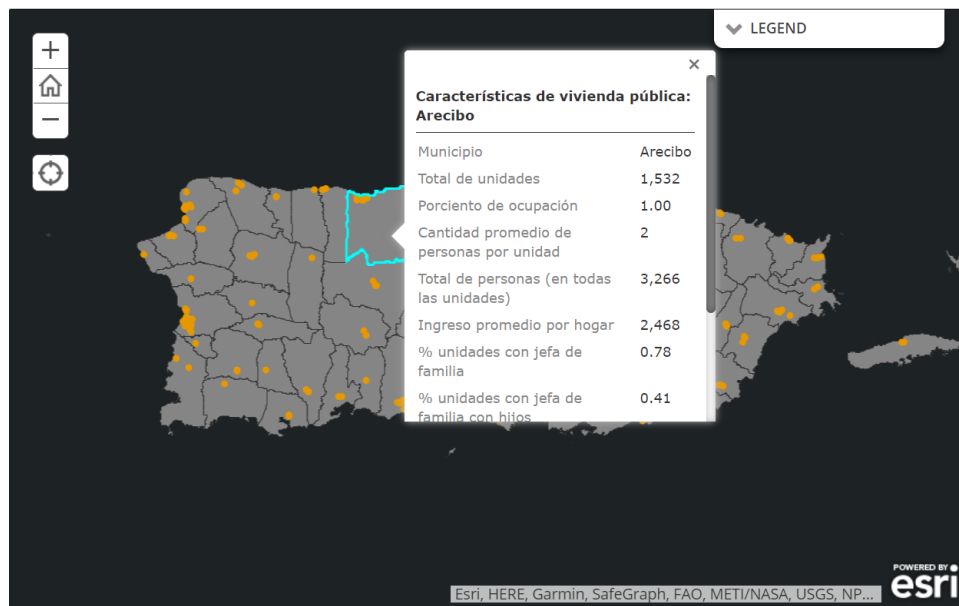 LEGEND
Características de vivienda pública:
Arecibo
Municipio Arecibo
Total de unidades 1,532
Porciento de ocupación 1.00
Cantidad promedio de 2
personas por unidad
Total de personas (en todas 3,266
las unidades)
Ingreso promedio por hogar 2,468
% unidades con jefa de 0.78
familia
% unidades con jefa de 0.41
familia con hijos
Esri, HERE, Garmin, SafeGraph, FAO, METI/NASA, USGS, NP...
POWERED BY
esri